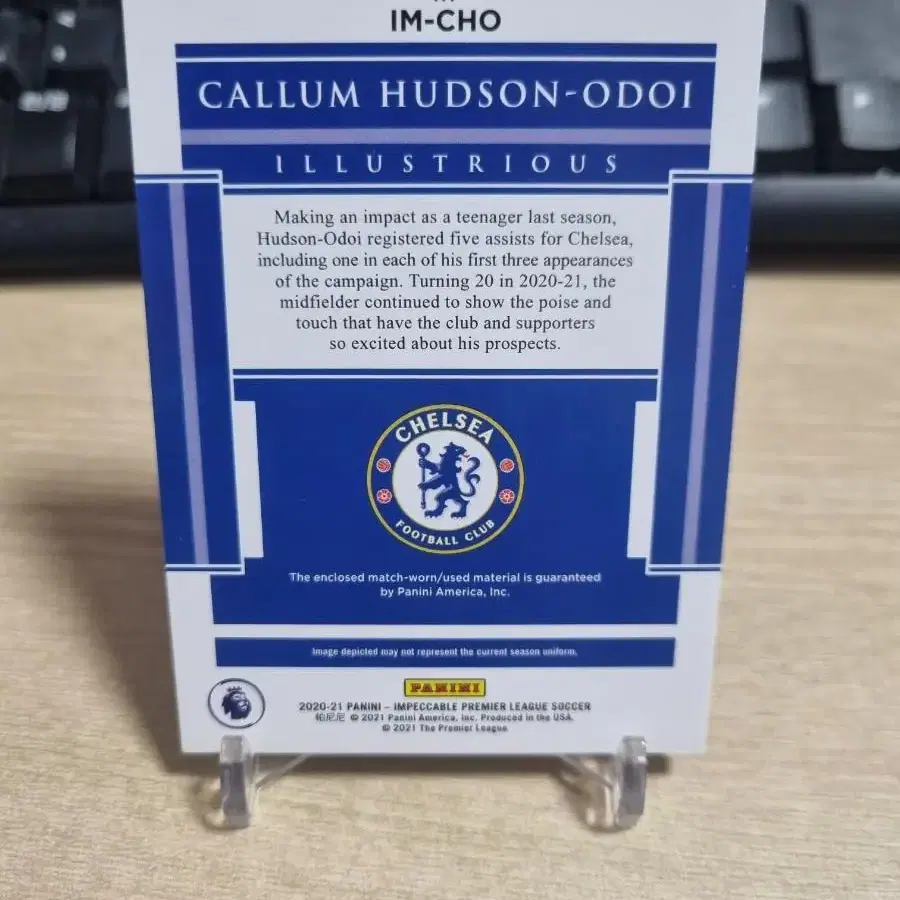 IM-CHO
CALLUM HUDSON-ODOI
ILLUSTRIOUS
Making an impact as a teenager last season,
Hudson-Odoi registered five assists for Chelsea,
including one in each of his first three appearances
of the campaign. Turning 20 in 2020-21, the
midfielder continued to show the poise and
touch that have the club and supporters
so excited about his prospects.
CHELSEA
FOOTBALL CLUB
The enclosed match-worn/used material is guaranteed
by Panini America, Inc.
Image depicted may not represent the current season uniform.
PANINI
2020-21 PANINI – IMPECCABLE PREMIER LEAGUE SOCCER
帕尼尼 © 2021 Panini America, Inc. Produced in the USA.
© 2021 The Premier League